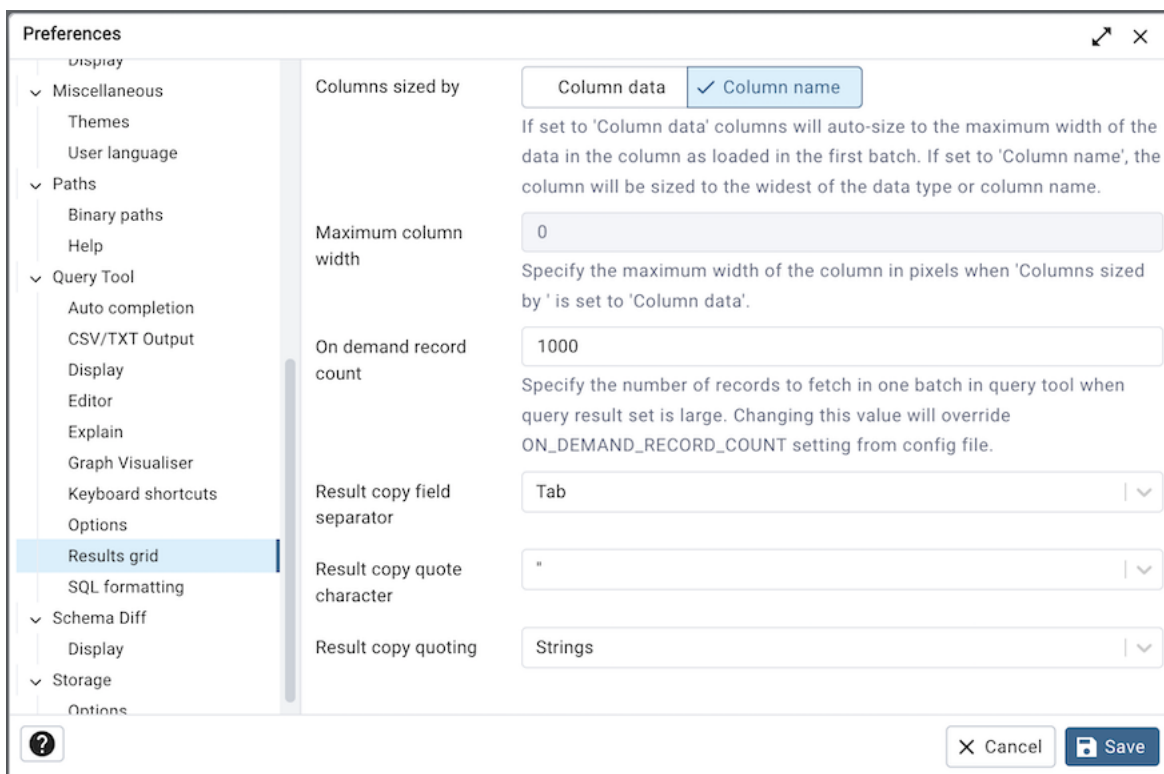 Preferences
Display
Miscellaneous
Themes
User language
Paths
Binary paths
Help
Query Tool
Auto completion
CSV/TXT Output
Display
Editor
Explain
Graph Visualiser
Keyboard shortcuts
Options
Results grid
SQL formatting
Schema Diff
Display
Storage
Options
Columns sized by
Column data
Column name
If set to 'Column data' columns will auto-size to the maximum width of the
data in the column as loaded in the first batch. If set to 'Column name', the
column will be sized to the widest of the data type or column name.
Maximum column
width
0
Specify the maximum width of the column in pixels when 'Columns sized
by ' is set to 'Column data'.
On demand record
count
1000
Specify the number of records to fetch in one batch in query tool when
query result set is large. Changing this value will override
ON_DEMAND_RECORD_COUNT setting from config file.
Result copy field
separator
Tab
Result copy quote
character
"
Result copy quoting
Strings
?
Cancel
Save